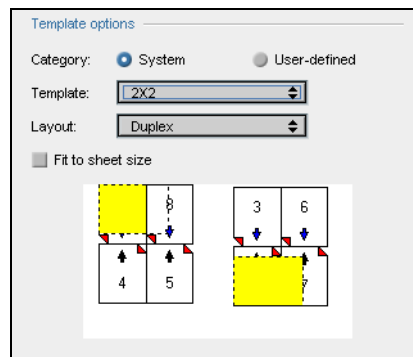 Template options
Category: System User-defined
Template: 2X2
Layout: Duplex
Fit to sheet size
8 3 6
4 5 7